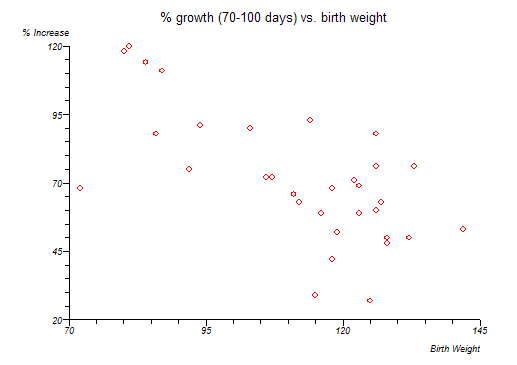 % growth (70-100 days) vs. birth weight
% Increase
120
95
70
45
20
70 95 120 145
Birth Weight